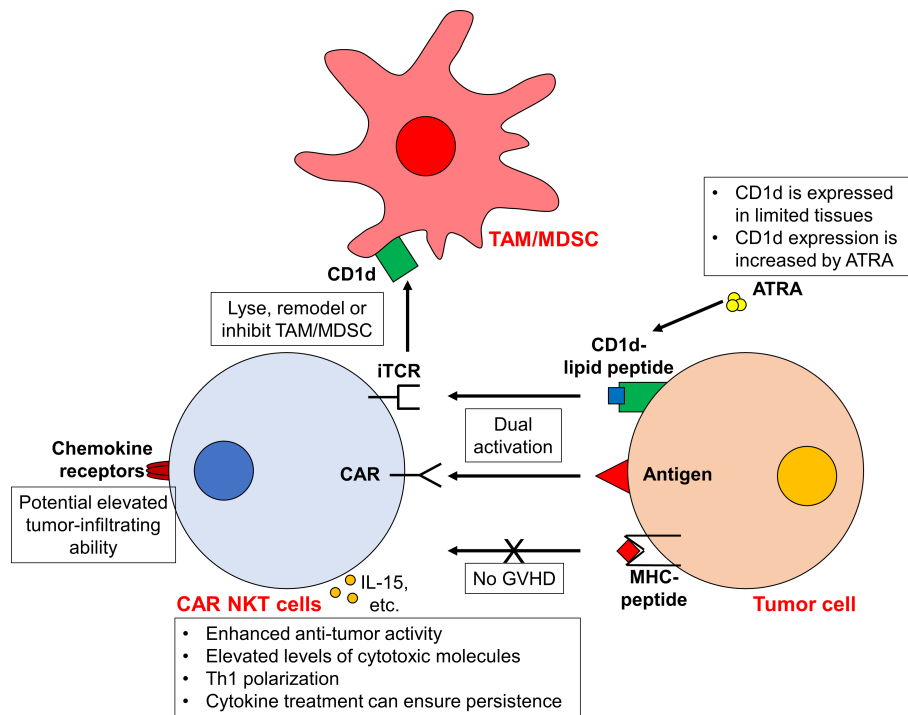 TAM/MDSC
CD1d
• CD1d is expressed
in limited tissues
• CD1d expression is
increased by ATRA
ATRA
Lyse, remodel or
inhibit TAM/MDSC
iTCR
CD1d-
lipid peptide
Dual
activation
Chemokine
receptors
CAR
Antigen
Potential elevated
tumor-infiltrating
ability
X
No GVHD
MHC-
peptide
IL-15,
etc.
CAR NKT cells
Tumor cell
• Enhanced anti-tumor activity
• Elevated levels of cytotoxic molecules
• Th1 polarization
• Cytokine treatment can ensure persistence